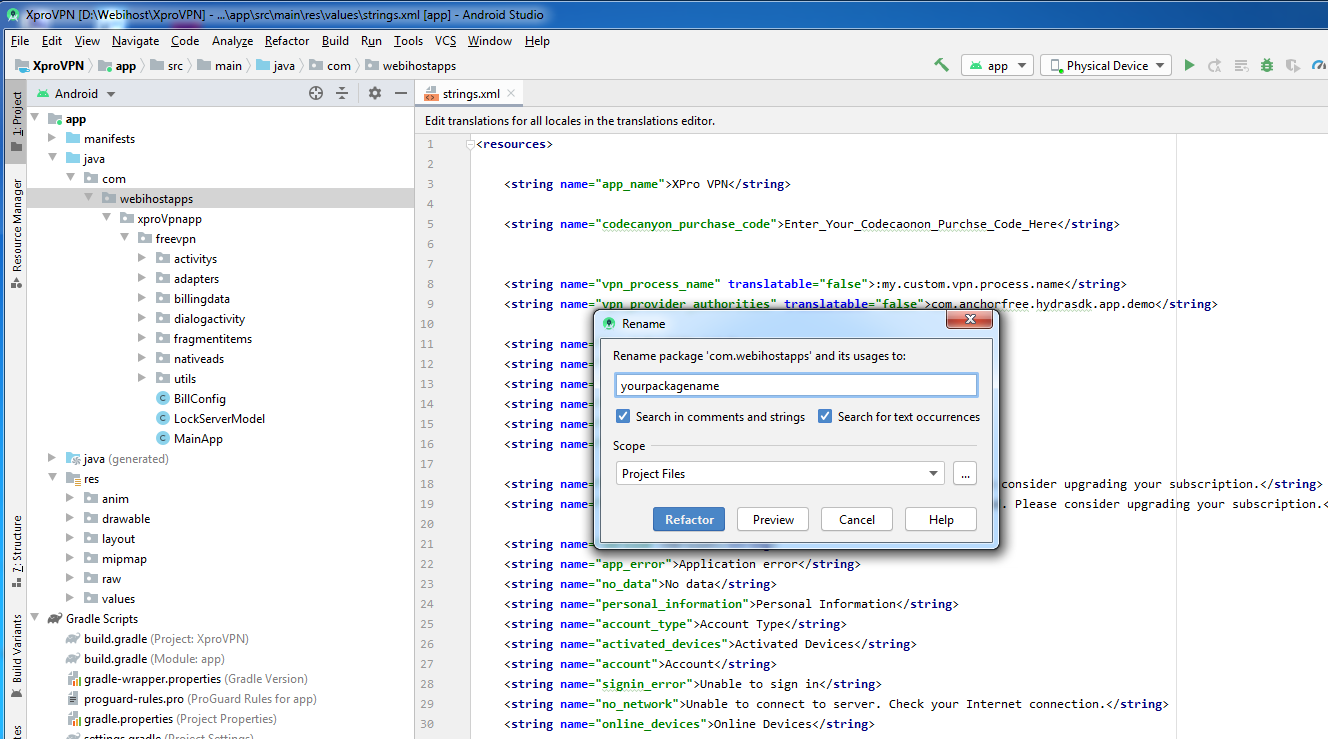 XproVPN [D:\Webihost\XproVPN] - ...\app\src\main\res\values\strings.xml [app] - Android Studio
File Edit View Navigate Code Analyze Refactor Build Run Tools VCS Window Help
XproVPN app src main java com webihostapps app Physical Device
1: Project
Resource Manager
7: Structure
Build Variants
Android
app
manifests
java
com
webihostapps
xproVpnapp
freevpn
activitys
adapters
billingdata
dialogactivity
fragmentitems
nativeads
utils
BillConfig
LockServerModel
MainApp
java (generated)
res
anim
drawable
layout
mipmap
raw
values
Gradle Scripts
build.gradle (Project: XproVPN)
build.gradle (Module: app)
gradle-wrapper.properties (Gradle Version)
proguard-rules.pro (ProGuard Rules for app)
gradle.properties (Project Properties)
settings.gradle (Project Settings)
strings.xml
Edit translations for all locales in the translations editor.
1 <resources>
2
3 <string name="app_name">XPro VPN</string>
4
5 <string name="codecanyon_purchase_code">Enter_Your_Codecaonon_Purchse_Code_Here</string>
6
7
8 <string name="vpn_process_name" translatable="false">:my.custom.vpn.process.name</string>
9 <string name="vpn_provider_authorities" translatable="false">com.anchorfree.hydrasdk.app.demo</string>
10
11 <string name=
12 <string name=
13 <string name=
14 <string name=
15 <string name=
16 <string name=
17
18 <string name= consider upgrading your subscription.</string>
19 <string name= . Please consider upgrading your subscription.<
20
21 <string name=
22 <string name="app_error">Application error</string>
23 <string name="no_data">No data</string>
24 <string name="personal_information">Personal Information</string>
25 <string name="account_type">Account Type</string>
26 <string name="activated_devices">Activated Devices</string>
27 <string name="account">Account</string>
28 <string name="signin_error">Unable to sign in</string>
29 <string name="no_network">Unable to connect to server. Check your Internet connection.</string>
30 <string name="online_devices">Online Devices</string>
Rename
Rename package 'com.webihostapps' and its usages to:
yourpackagename
Search in comments and strings Search for text occurrences
Scope
Project Files ...
Refactor Preview Cancel Help